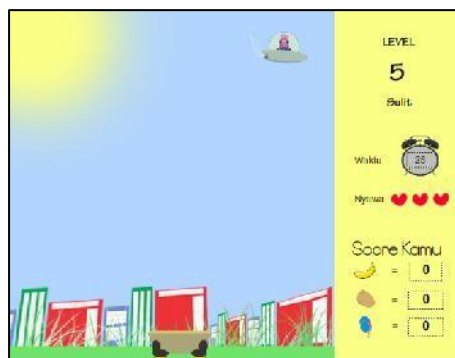 LEVEL
5
Sulit
Waktu
25
Nyawa
Score Kamu
= 0
= 0
= 0